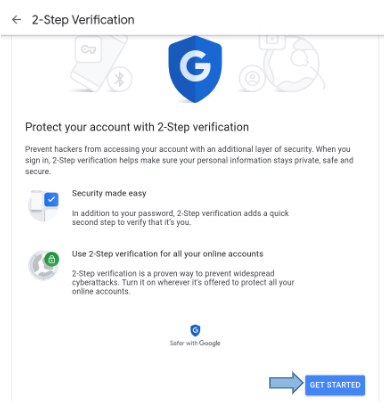 ← 2-Step Verification
G
Protect your account with 2-Step verification
Prevent hackers from accessing your account with an additional layer of security. When you
sign in, 2-Step verification helps make sure your personal information stays private, safe and
secure.
Security made easy
In addition to your password, 2-Step verification adds a quick
second step to verify that it's you.
Use 2-Step verification for all your online accounts
2-Step verification is a proven way to prevent widespread
cyberattacks. Turn it on wherever it's offered to protect all your
online accounts.
G
Safer with Google
GET STARTED